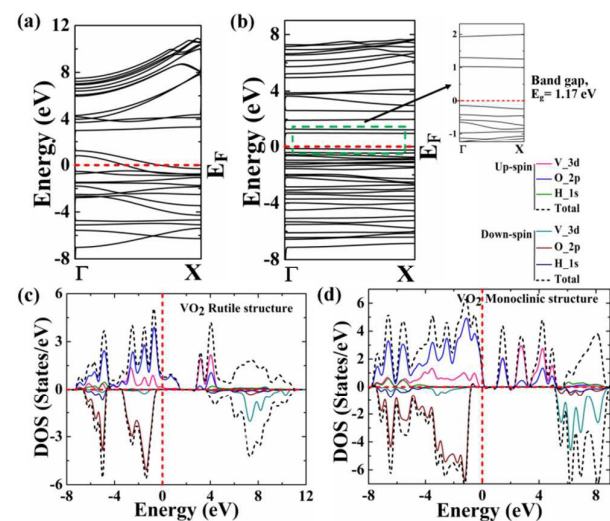 (a)
12
8
4
0
-4
-8
Energy (eV)
Γ
X
E_F
(b)
8
4
0
-4
-8
Energy (eV)
Γ
X
E_F
2
1
0
-1
Γ
X
Band gap,
E_g= 1.17 eV
Up-spin
V_3d
O_2p
H_1s
Total
Down-spin
V_3d
O_2p
H_1s
Total
(c)
VO₂ Rutile structure
6
3
0
-3
-6
DOS (States/eV)
-8 -4 0 4 8 12
Energy (eV)
(d)
VO₂ Monoclinic structure
6
4
2
0
-2
-4
-6
DOS (States/eV)
-8 -4 0 4 8
Energy (eV)